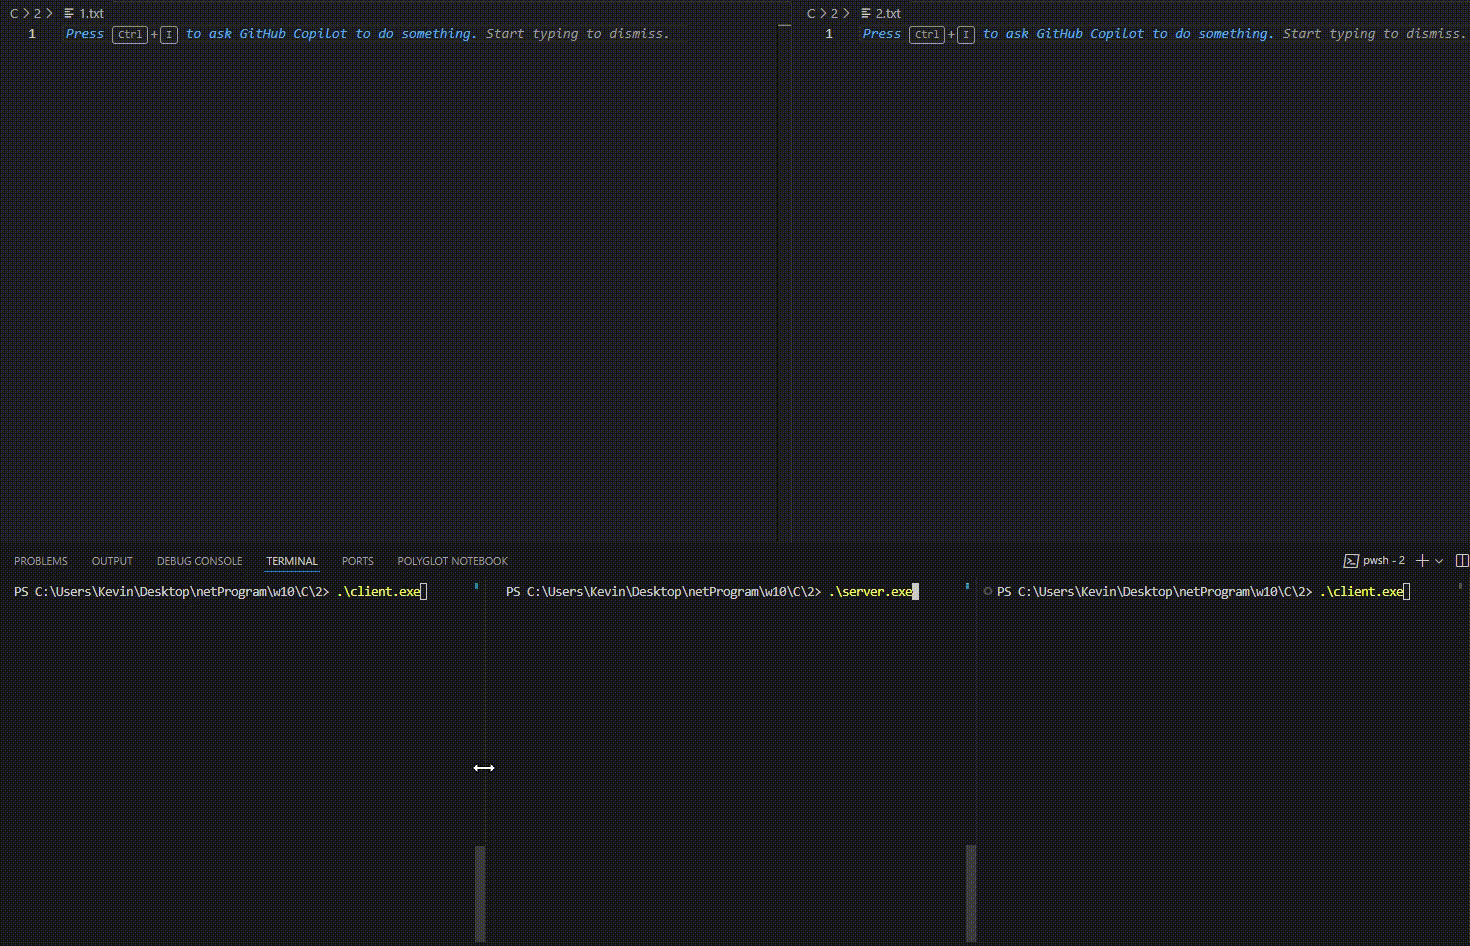 C > 2 > 1.txt
1 Press Ctrl+I to ask GitHub Copilot to do something. Start typing to dismiss.
C > 2 > 2.txt
1 Press Ctrl+I to ask GitHub Copilot to do something. Start typing to dismiss.
PROBLEMS OUTPUT DEBUG CONSOLE TERMINAL PORTS POLYGLOT NOTEBOOK pwsh - 2
PS C:\Users\Kevin\Desktop\netProgram\w10\C\2> .\client.exe
PS C:\Users\Kevin\Desktop\netProgram\w10\C\2> .\server.exe
PS C:\Users\Kevin\Desktop\netProgram\w10\C\2> .\client.exe